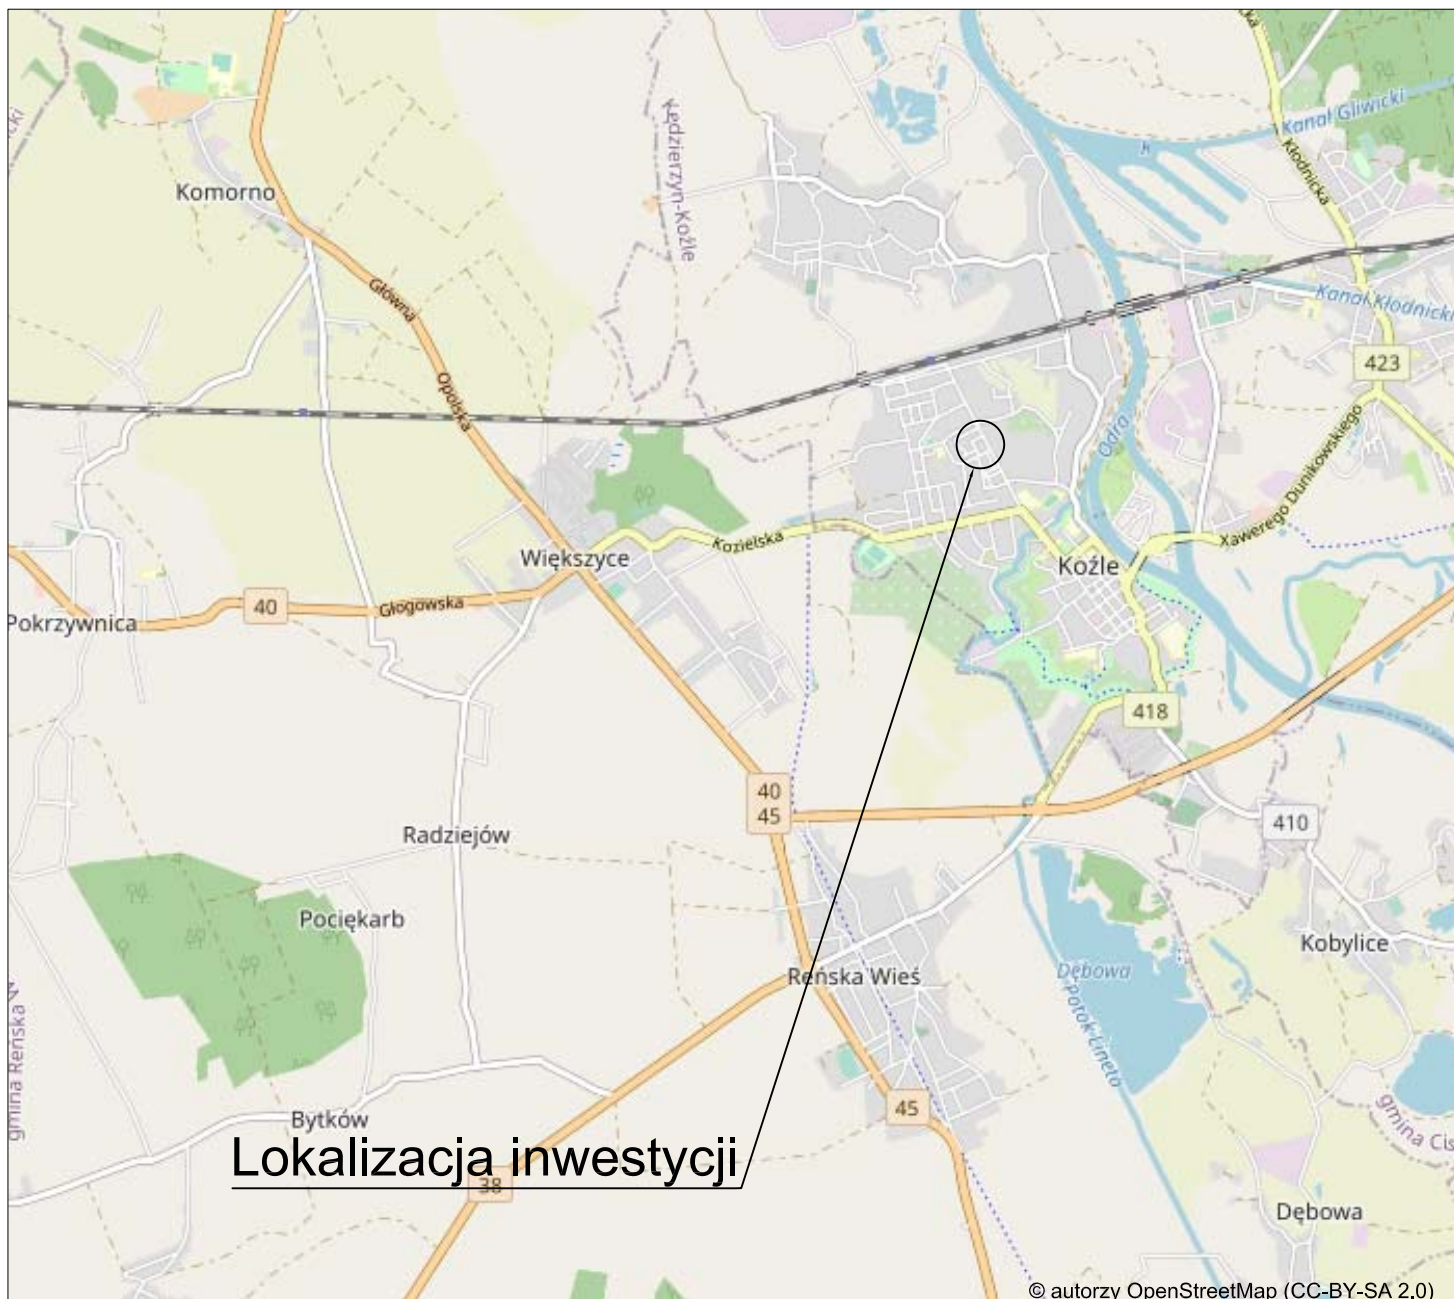 Kanał Gliwicki
Komorno
Kędzierzyn-Koźle
Kłodnicka
Główna
Kanał Kłodnicki
423
Opolska
Odra
Xawerego Dunikowskiego
Kozielska
Większyce
Koźle
40
Głogowska
Pokrzywnica
418
40
45
410
Radziejów
Pociękarb
Kobylice
Reńska Wieś
Dębowa
potok Lineta
gmina Reńska W
45
Bytków
gmina Cis
Lokalizacja inwestycji
38
Dębowa
© autorzy OpenStreetMap (CC-BY-SA 2.0)